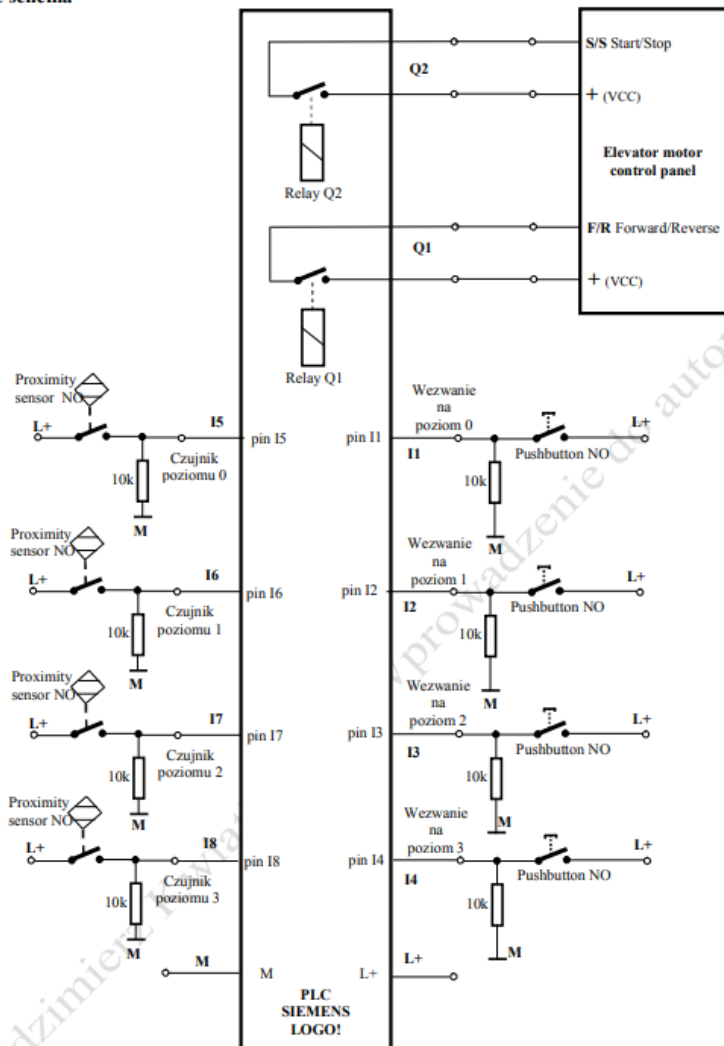 e schema
S/S Start/Stop
Q2
+ (VCC)
Elevator motor
control panel
Relay Q2
F/R Forward/Reverse
Q1
+ (VCC)
Relay Q1
Proximity
sensor NO
L+
I5
pin I5
Czujnik
poziomu 0
10k
M
Wezwanie
na
poziom 0
L+
pin I1
I1
Pushbutton NO
10k
M
Proximity
sensor NO
L+
I6
pin I6
Czujnik
poziomu 1
10k
M
Wezwanie
na
poziom 1
L+
pin I2
I2
Pushbutton NO
10k
M
Proximity
sensor NO
L+
I7
pin I7
Czujnik
poziomu 2
10k
M
Wezwanie
na
poziom 2
L+
pin I3
I3
Pushbutton NO
10k
M
Proximity
sensor NO
L+
I8
pin I8
Czujnik
poziomu 3
10k
M
Wezwanie
na
poziom 3
L+
pin I4
I4
Pushbutton NO
10k
M
M
M
L+
L+
PLC
SIEMENS
LOGO!
prowadzenie do autom